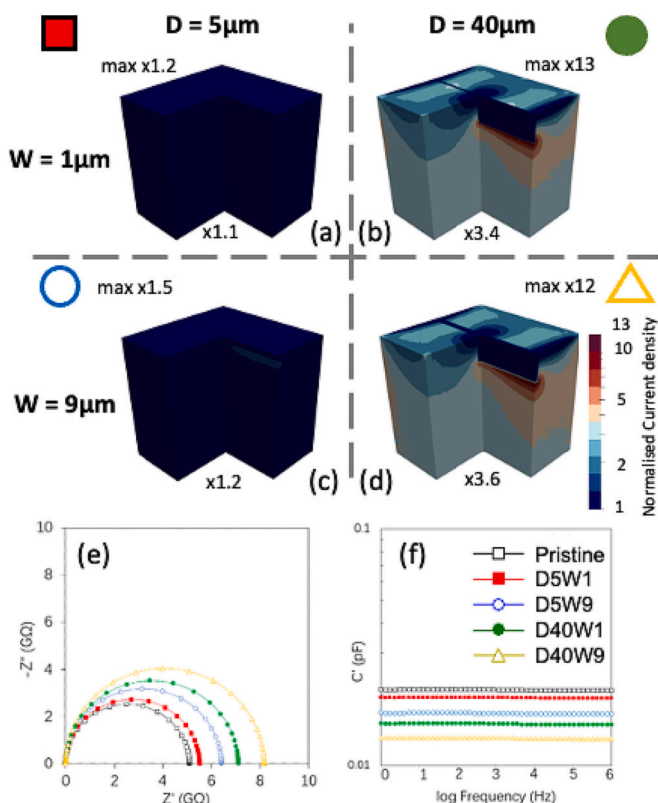 D = 5μm
D = 40μm
max x1.2
max x13
W = 1μm
x1.1
(a)
(b)
x3.4
max x1.5
max x12
W = 9μm
x1.2
(c)
(d)
x3.6
13
10
5
2
1
Normalised Current density
(e)
10
8
6
4
2
0
-Z'' (GΩ)
0 2 4 6 8 10
Z' (GΩ)
(f)
0.1
C' (pF)
0.01
Pristine
D5W1
D5W9
D40W1
D40W9
0 1 2 3 4 5 6
log Frequency (Hz)